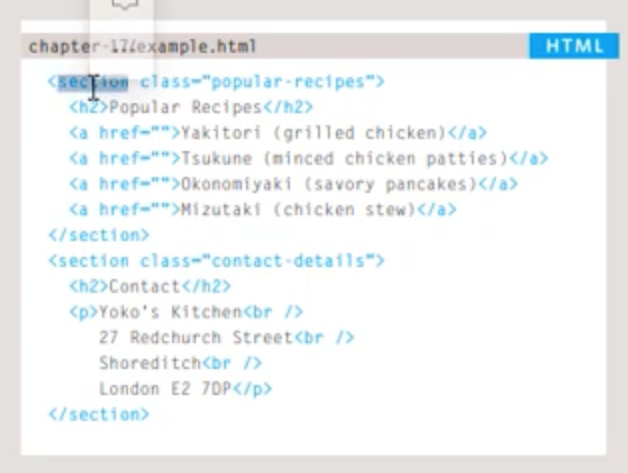 chapter-17/example.html
HTML
<section class="popular-recipes">
<h2>Popular Recipes</h2>
<a href="">Yakitori (grilled chicken)</a>
<a href="">Tsukune (minced chicken patties)</a>
<a href="">Okonomiyaki (savory pancakes)</a>
<a href="">Mizutaki (chicken stew)</a>
</section>
<section class="contact-details">
<h2>Contact</h2>
<p>Yoko's Kitchen<br />
27 Redchurch Street<br />
Shoreditch<br />
London E2 7DP</p>
</section>